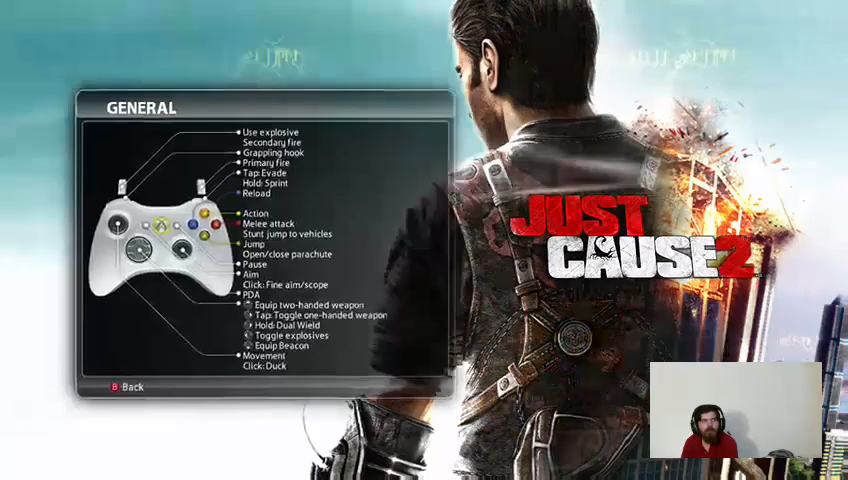 GENERAL
Use explosive
Secondary fire
Grappling hook
Primary fire
Tap: Evade
Hold: Sprint
Reload
Action
Melee attack
Stunt jump to vehicles
Jump
Open/close parachute
Pause
Aim
Click: Fine aim/scope
PDA
Equip two-handed weapon
Tap: Toggle one-handed weapon
Hold: Dual Wield
Toggle explosives
Equip Beacon
Movement
Click: Duck
B Back
JUST
CAUSE 2